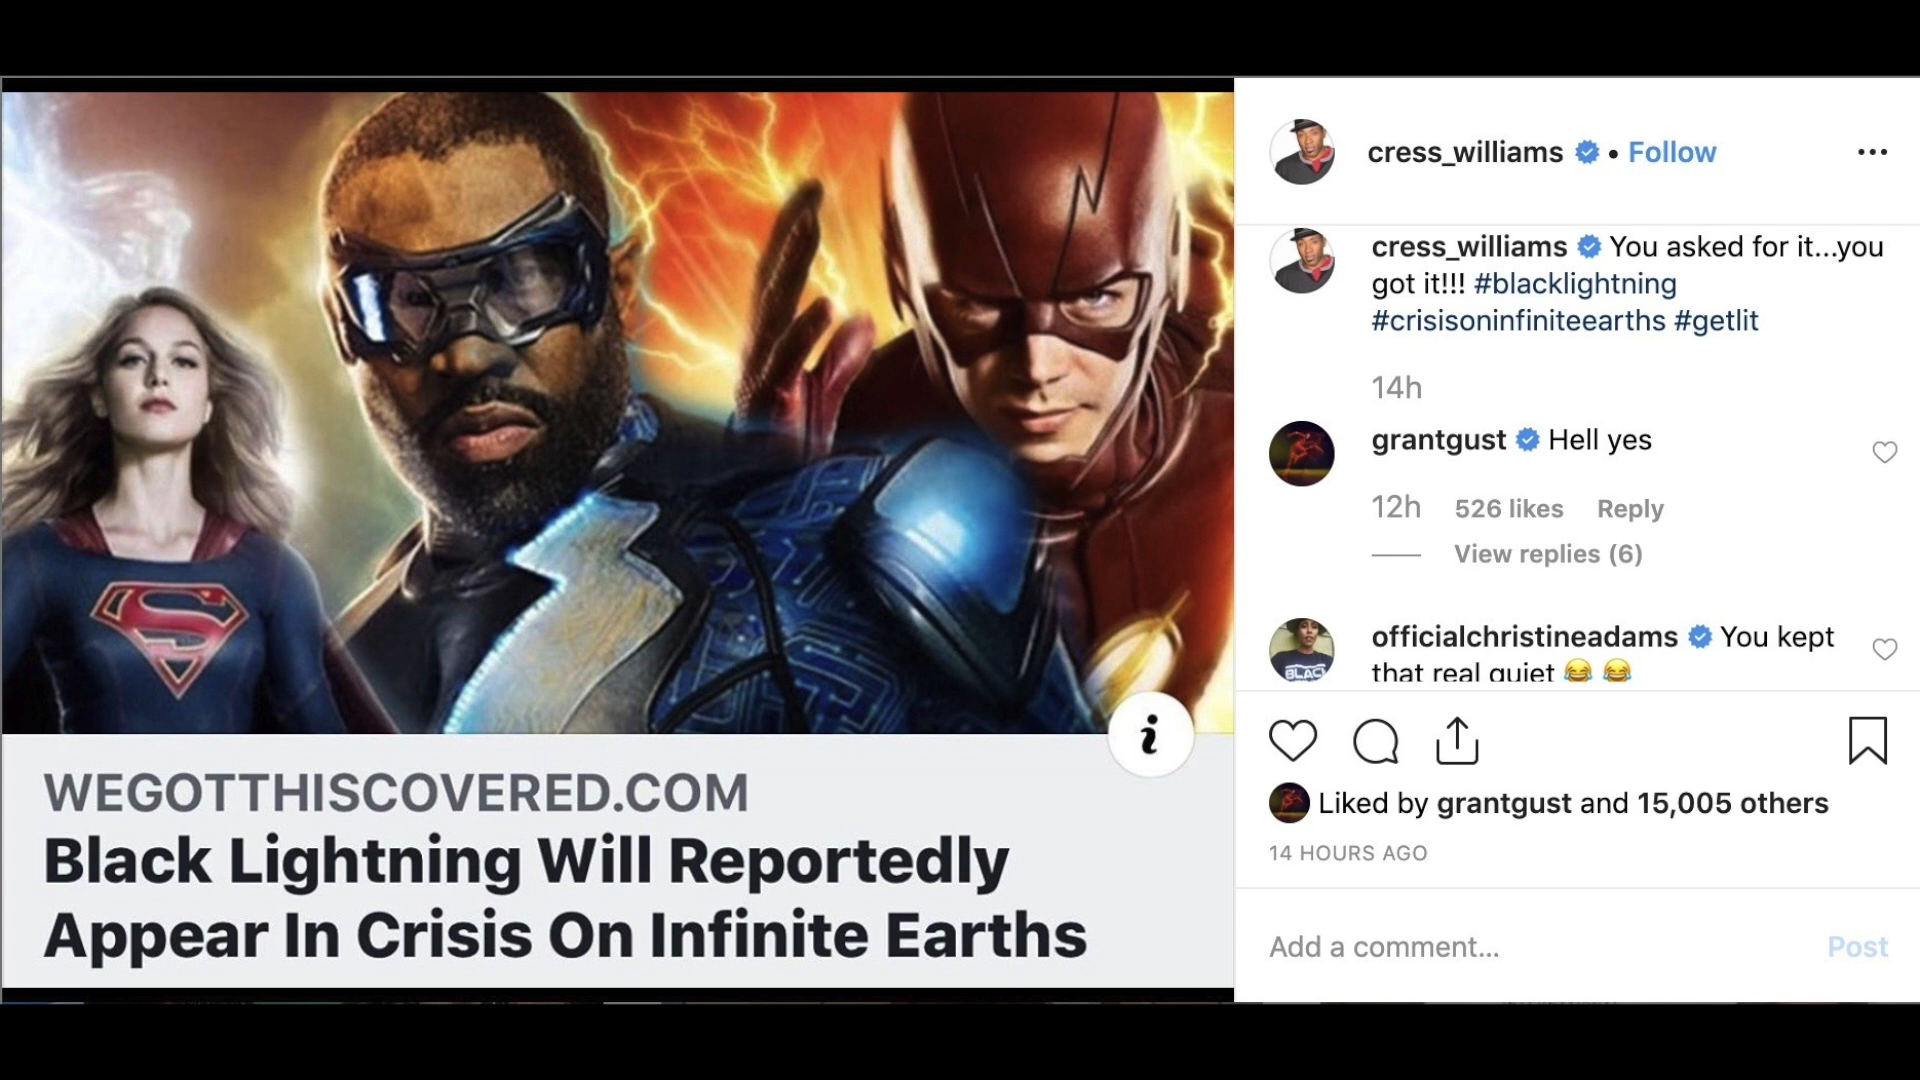 WEGOTTHISCOVERED.COM
Black Lightning Will Reportedly
Appear In Crisis On Infinite Earths
cress_williams • Follow
cress_williams You asked for it...you
got it!!! #blacklightning
#crisisoninfiniteearths #getlit
14h
grantgust Hell yes
12h 526 likes Reply
View replies (6)
officialchristineadams You kept
that real quiet 😂 😂
BLACK
Liked by grantgust and 15,005 others
14 HOURS AGO
Add a comment... Post